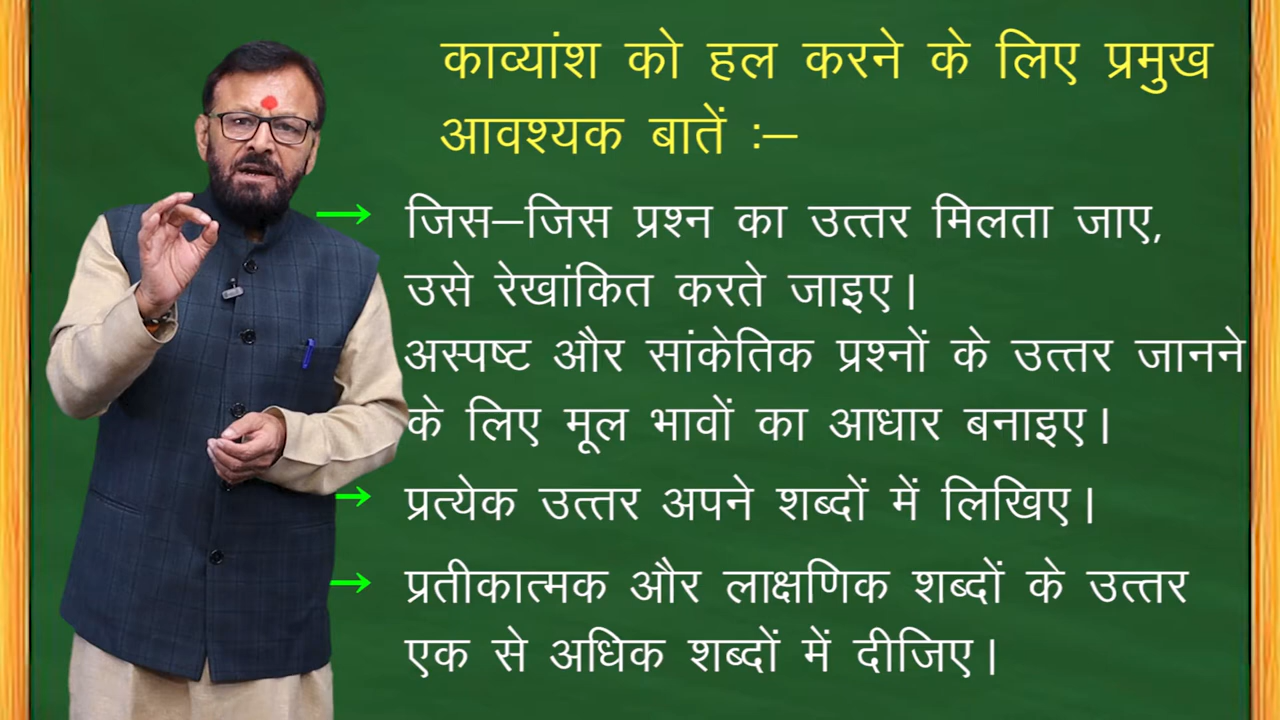 काव्यांश को हल करने के लिए प्रमुख
आवश्यक बातें :–
→ जिस–जिस प्रश्न का उत्तर मिलता जाए,
उसे रेखांकित करते जाइए।
अस्पष्ट और सांकेतिक प्रश्नों के उत्तर जानने
के लिए मूल भावों का आधार बनाइए।
→ प्रत्येक उत्तर अपने शब्दों में लिखिए।
→ प्रतीकात्मक और लाक्षणिक शब्दों के उत्तर
एक से अधिक शब्दों में दीजिए।